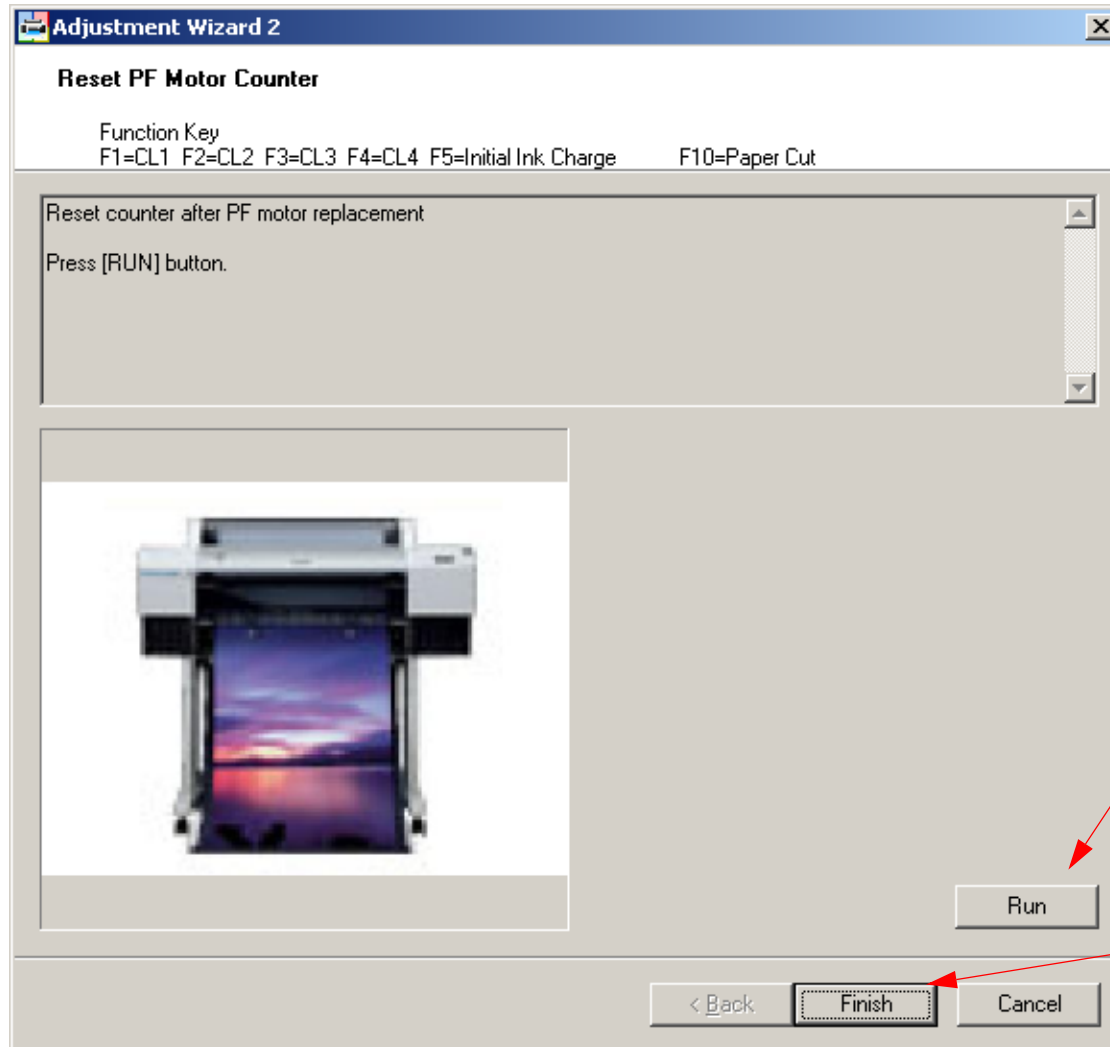 Adjustment Wizard 2
Reset PF Motor Counter
Function Key
F1=CL1 F2=CL2 F3=CL3 F4=CL4 F5=Initial Ink Charge F10=Paper Cut
Reset counter after PF motor replacement
Press [RUN] button.
Run
< Back Finish Cancel